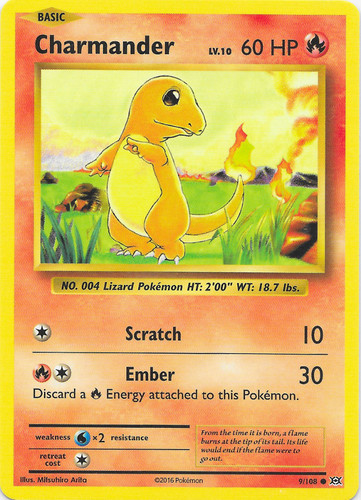 BASIC
Charmander LV.10 60 HP
NO. 004 Lizard Pokémon HT: 2'00" WT: 18.7 lbs.
Scratch 10
Ember 30
Discard a Energy attached to this Pokémon.
weakness ×2 resistance
retreat
cost
From the time it is born, a flame
burns at the tip of its tail. Its life
would end if the flame were to
go out.
Illus. Mitsuhiro Arita ©2016 Pokémon 9/108 XY